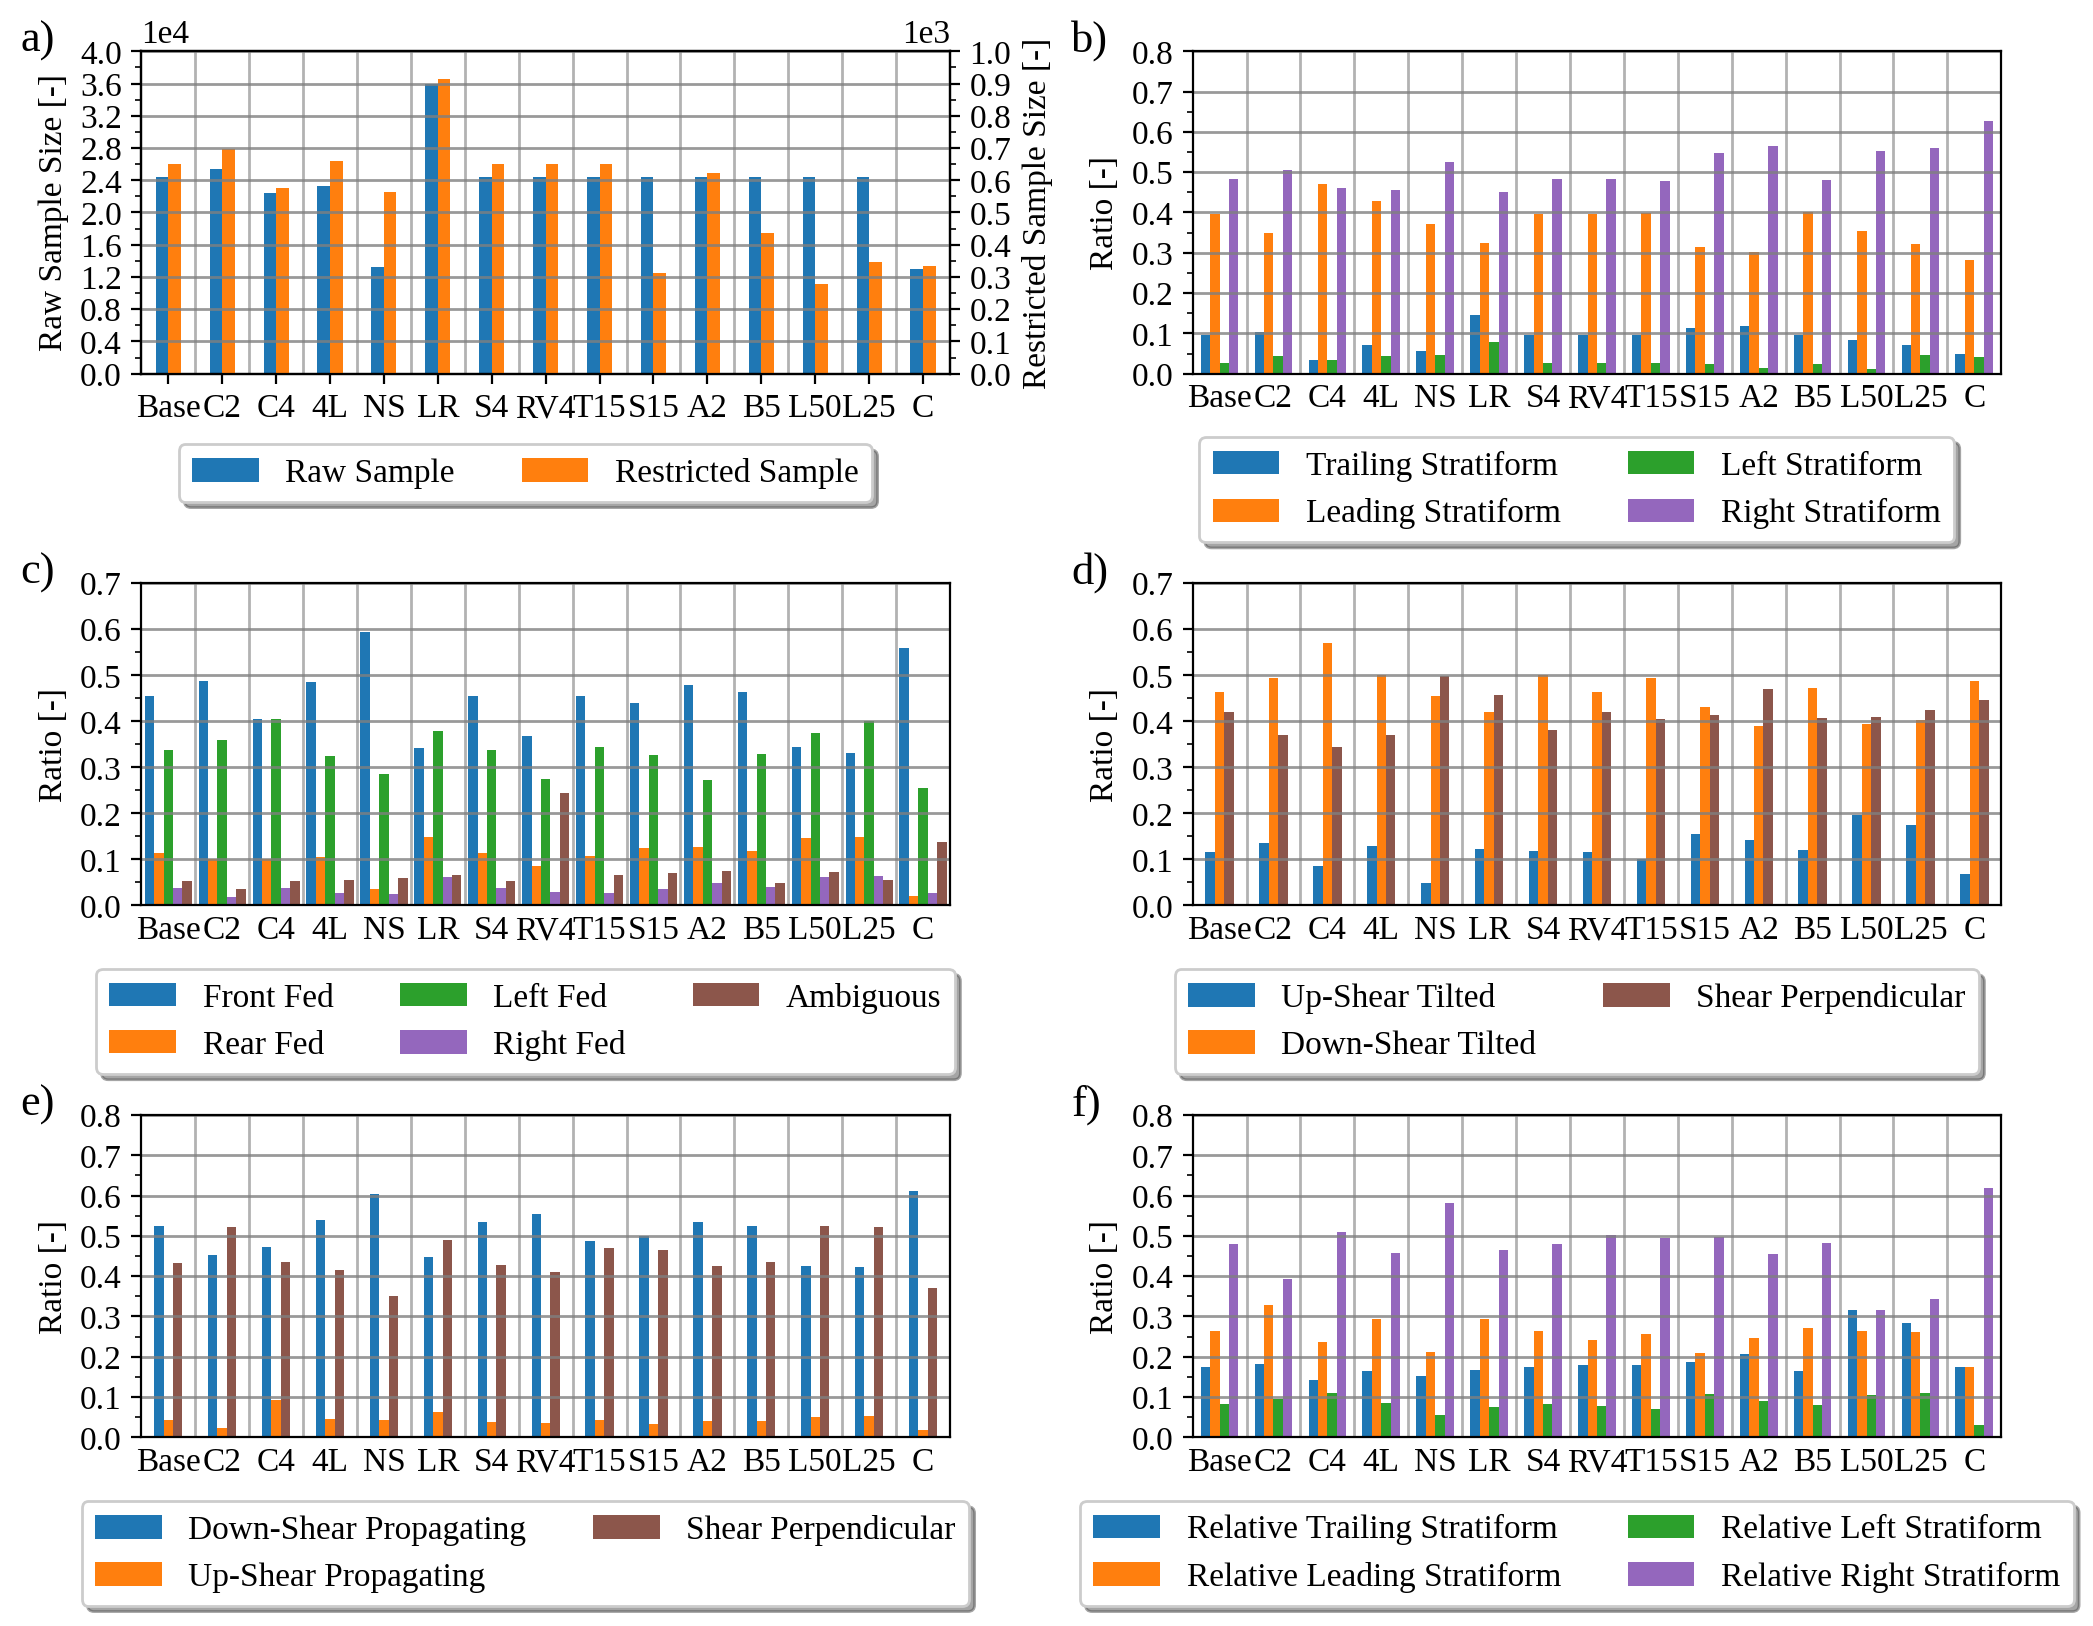 a)
1e4
1e3
4.0
3.6
3.2
2.8
2.4
2.0
1.6
1.2
0.8
0.4
0.0
Raw Sample Size [-]
1.0
0.9
0.8
0.7
0.6
0.5
0.4
0.3
0.2
0.1
0.0
Restricted Sample Size [-]
Base C2 C4 4L NS LR S4 RV4 T15 S15 A2 B5 L50 L25 C
Raw Sample Restricted Sample
b)
0.8
0.7
0.6
0.5
0.4
0.3
0.2
0.1
0.0
Ratio [-]
Base C2 C4 4L NS LR S4 RV4 T15 S15 A2 B5 L50 L25 C
Trailing Stratiform Left Stratiform
Leading Stratiform Right Stratiform
c)
0.7
0.6
0.5
0.4
0.3
0.2
0.1
0.0
Ratio [-]
Base C2 C4 4L NS LR S4 RV4 T15 S15 A2 B5 L50 L25 C
Front Fed Left Fed Ambiguous
Rear Fed Right Fed
d)
0.7
0.6
0.5
0.4
0.3
0.2
0.1
0.0
Ratio [-]
Base C2 C4 4L NS LR S4 RV4 T15 S15 A2 B5 L50 L25 C
Up-Shear Tilted Shear Perpendicular
Down-Shear Tilted
e)
0.8
0.7
0.6
0.5
0.4
0.3
0.2
0.1
0.0
Ratio [-]
Base C2 C4 4L NS LR S4 RV4 T15 S15 A2 B5 L50 L25 C
Down-Shear Propagating Shear Perpendicular
Up-Shear Propagating
f)
0.8
0.7
0.6
0.5
0.4
0.3
0.2
0.1
0.0
Ratio [-]
Base C2 C4 4L NS LR S4 RV4 T15 S15 A2 B5 L50 L25 C
Relative Trailing Stratiform Relative Left Stratiform
Relative Leading Stratiform Relative Right Stratiform